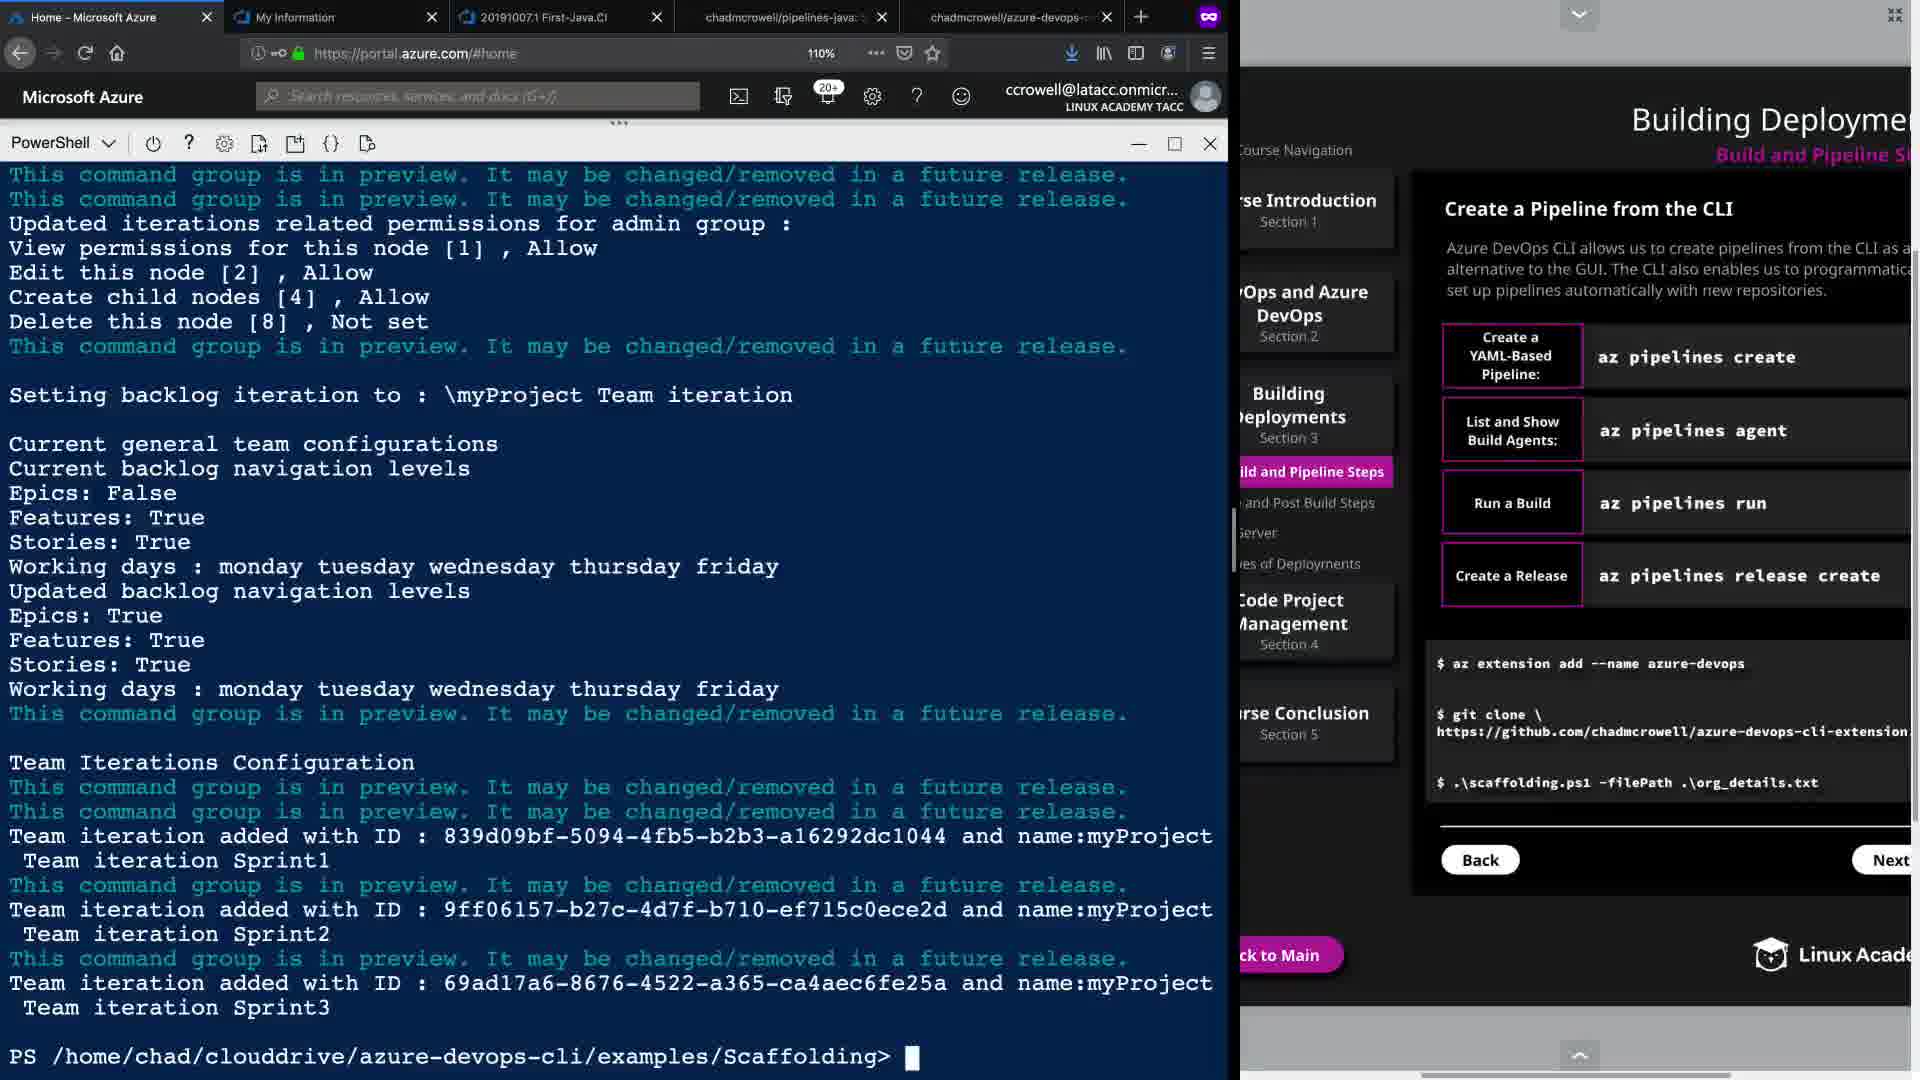 Home - Microsoft Azure
My Information
20191007.1 First-Java.CI
chadmcrowell/pipelines-java:
chadmcrowell/azure-devops-
https://portal.azure.com/#home
110%
Microsoft Azure
Search resources, services, and docs (G+/)
20+
ccrowell@latacc.onmicr...
LINUX ACADEMY TACC
PowerShell
This command group is in preview. It may be changed/removed in a future release.
This command group is in preview. It may be changed/removed in a future release.
Updated iterations related permissions for admin group :
View permissions for this node [1] , Allow
Edit this node [2] , Allow
Create child nodes [4] , Allow
Delete this node [8] , Not set
This command group is in preview. It may be changed/removed in a future release.
Setting backlog iteration to : \myProject Team iteration
Current general team configurations
Current backlog navigation levels
Epics: False
Features: True
Stories: True
Working days : monday tuesday wednesday thursday friday
Updated backlog navigation levels
Epics: True
Features: True
Stories: True
Working days : monday tuesday wednesday thursday friday
This command group is in preview. It may be changed/removed in a future release.
Team Iterations Configuration
This command group is in preview. It may be changed/removed in a future release.
This command group is in preview. It may be changed/removed in a future release.
Team iteration added with ID : 839d09bf-5094-4fb5-b2b3-a16292dc1044 and name:myProject
Team iteration Sprint1
This command group is in preview. It may be changed/removed in a future release.
Team iteration added with ID : 9ff06157-b27c-4d7f-b710-ef715c0ece2d and name:myProject
Team iteration Sprint2
This command group is in preview. It may be changed/removed in a future release.
Team iteration added with ID : 69ad17a6-8676-4522-a365-ca4aec6fe25a and name:myProject
Team iteration Sprint3
PS /home/chad/clouddrive/azure-devops-cli/examples/Scaffolding>
Building Deployme
Build and Pipeline St
Course Navigation
rse Introduction
Section 1
vOps and Azure
DevOps
Section 2
Building
Deployments
Section 3
ild and Pipeline Steps
and Post Build Steps
Server
es of Deployments
Code Project
Management
Section 4
rse Conclusion
Section 5
ck to Main
Create a Pipeline from the CLI
Azure DevOps CLI allows us to create pipelines from the CLI as a
alternative to the GUI. The CLI also enables us to programmatica
set up pipelines automatically with new repositories.
Create a
YAML-Based
Pipeline:
az pipelines create
List and Show
Build Agents:
az pipelines agent
Run a Build
az pipelines run
Create a Release
az pipelines release create
$ az extension add --name azure-devops
$ git clone \
https://github.com/chadmcrowell/azure-devops-cli-extension.
$ .\scaffolding.ps1 -filePath .\org_details.txt
Back
Next
Linux Acade